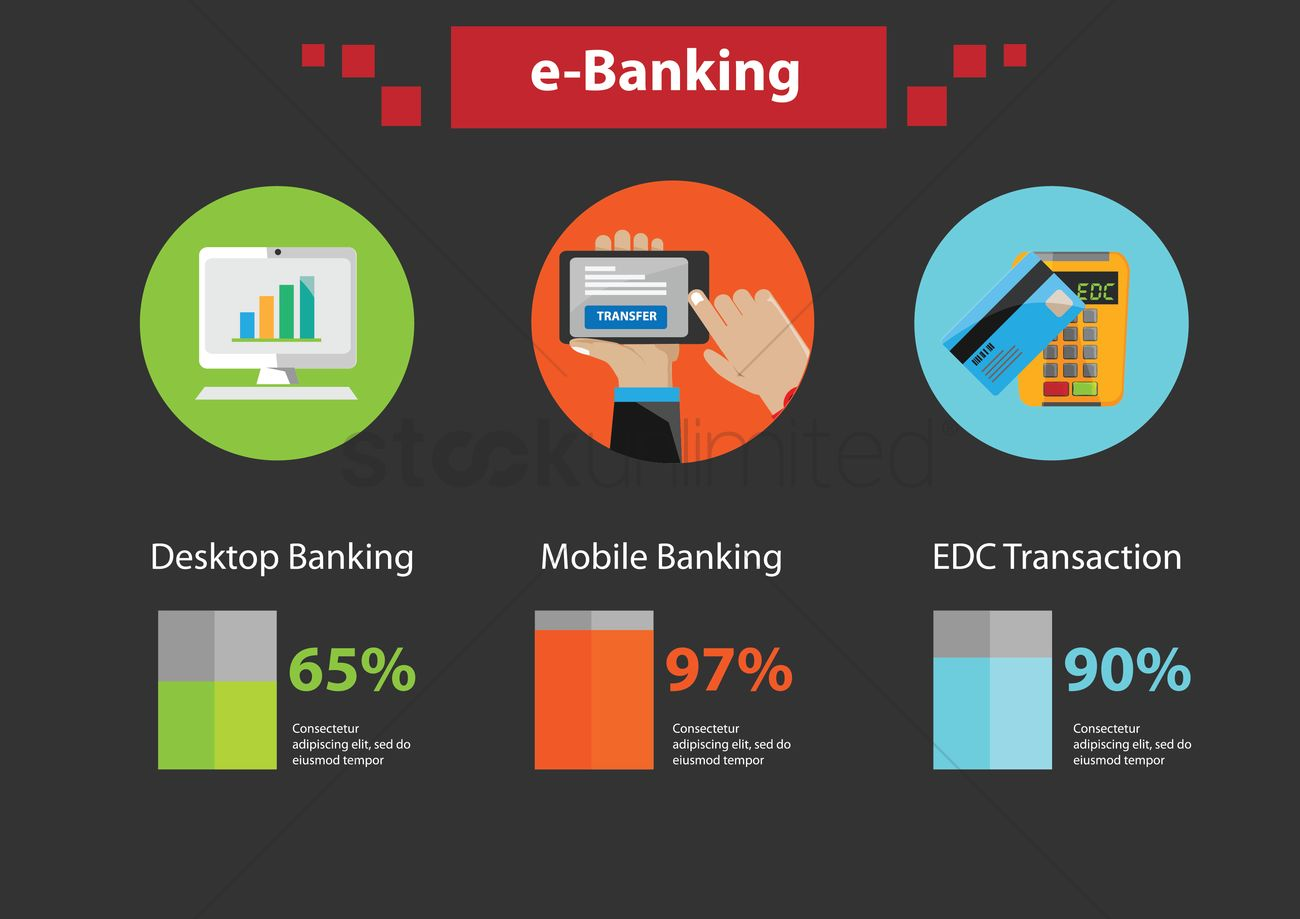 e-Banking
TRANSFER
EDC
stockunlimited®
Desktop Banking
Mobile Banking
EDC Transaction
65%
Consectetur
adipiscing elit, sed do
eiusmod tempor
97%
Consectetur
adipiscing elit, sed do
eiusmod tempor
90%
Consectetur
adipiscing elit, sed do
eiusmod tempor